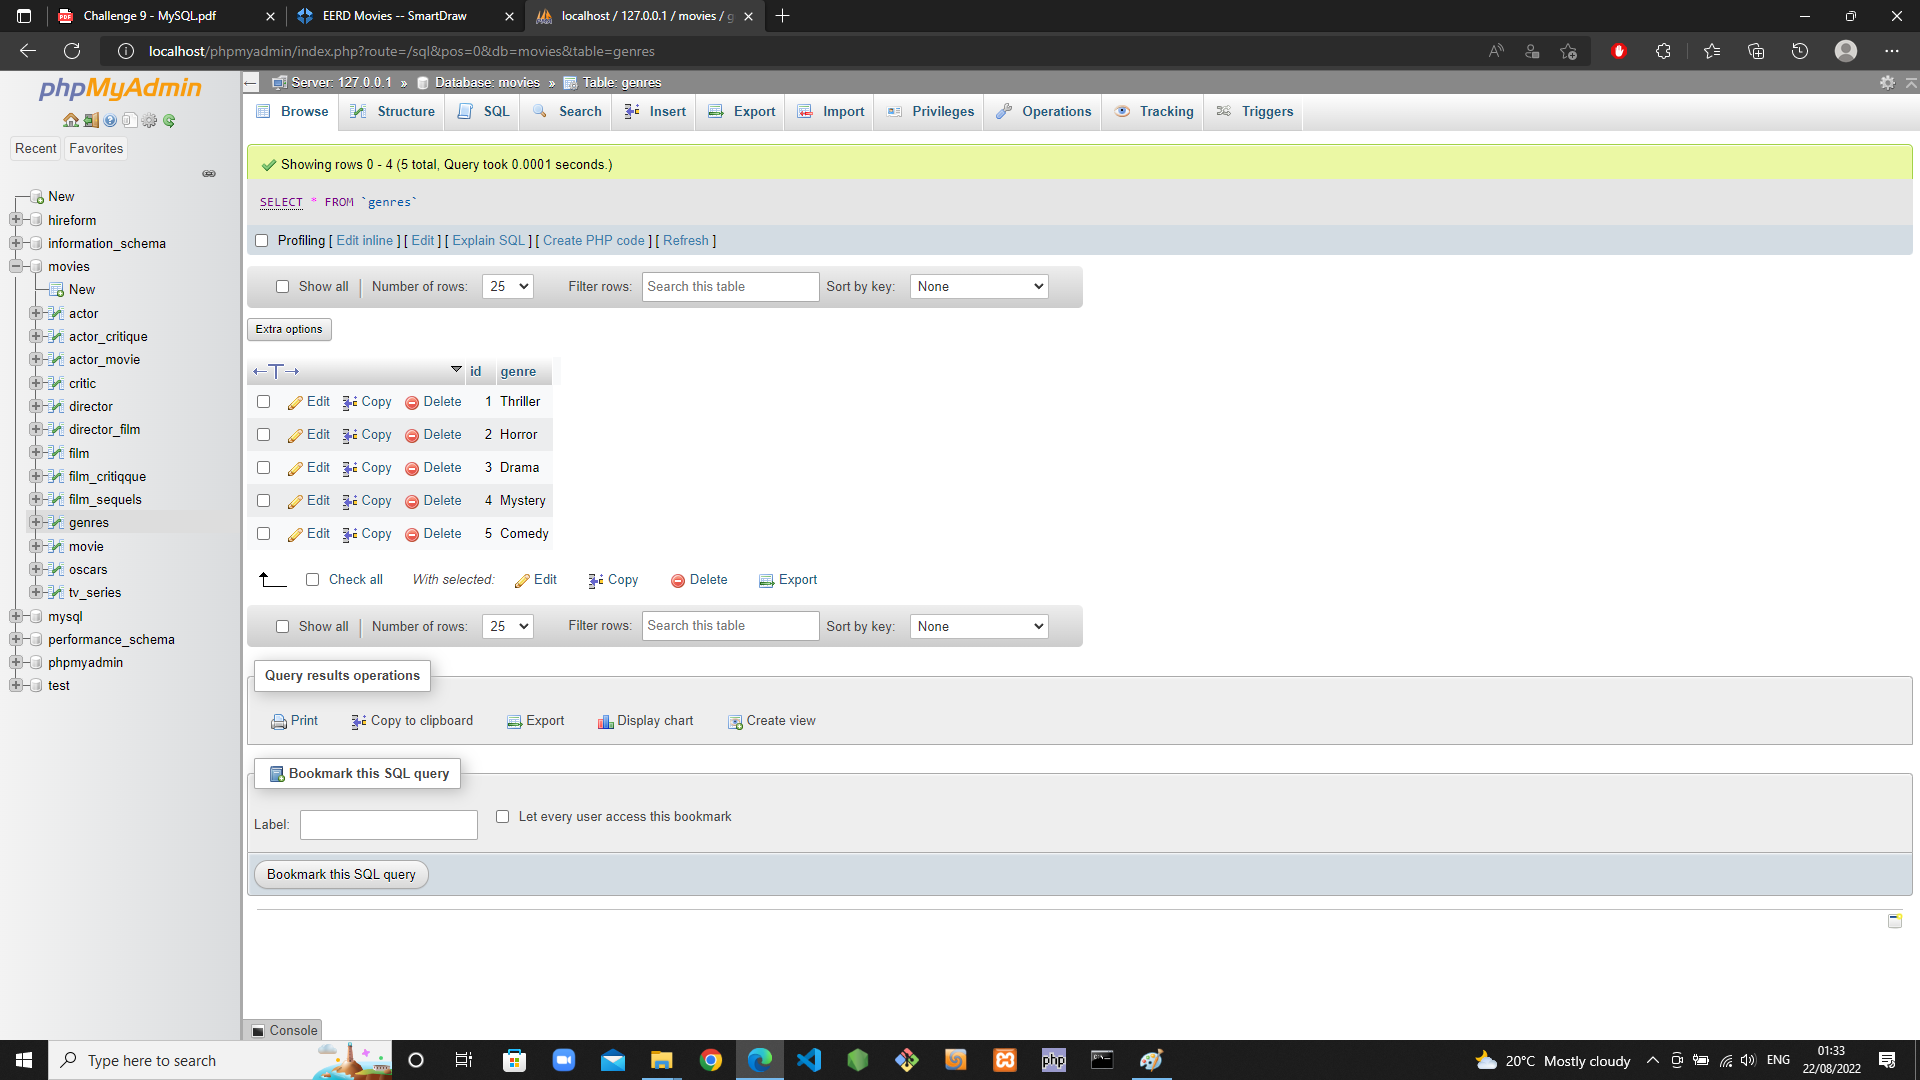 Challenge 9 - MySQL.pdf
EERD Movies -- SmartDraw
localhost / 127.0.0.1 / movies / g
localhost/phpmyadmin/index.php?route=/sql&pos=0&db=movies&table=genres
phpMyAdmin
Server: 127.0.0.1 » Database: movies » Table: genres
Browse Structure SQL Search Insert Export Import Privileges Operations Tracking Triggers
Recent Favorites
New
hireform
information_schema
movies
New
actor
actor_critique
actor_movie
critic
director
director_film
film
film_critiqque
film_sequels
genres
movie
oscars
tv_series
mysql
performance_schema
phpmyadmin
test
Showing rows 0 - 4 (5 total, Query took 0.0001 seconds.)
SELECT * FROM `genres`
Profiling [ Edit inline ] [ Edit ] [ Explain SQL ] [ Create PHP code ] [ Refresh ]
Show all Number of rows: 25 Filter rows: Search this table Sort by key: None
Extra options
id genre
Edit Copy Delete 1 Thriller
Edit Copy Delete 2 Horror
Edit Copy Delete 3 Drama
Edit Copy Delete 4 Mystery
Edit Copy Delete 5 Comedy
Check all With selected: Edit Copy Delete Export
Show all Number of rows: 25 Filter rows: Search this table Sort by key: None
Query results operations
Print Copy to clipboard Export Display chart Create view
Bookmark this SQL query
Label: Let every user access this bookmark
Bookmark this SQL query
Console
Type here to search
php
20°C Mostly cloudy
ENG
01:33
22/08/2022